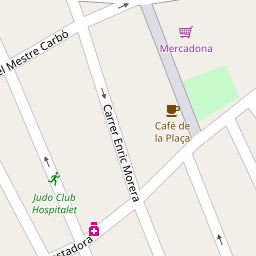 Mercadona
el Mestre Carbó
Carrer Enric Morera
Cafè de
la Plaça
Judo Club
Hospitalet
stadora